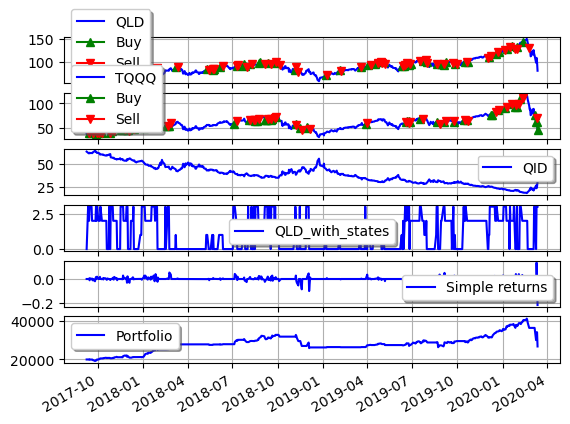 QLD
Buy
Sell
150
100
TQQQ
Buy
Sell
100
50
QID
50
25
QLD_with_states
2.5
0.0
Simple returns
0.0
−0.2
Portfolio
40000
20000
2017-10 2018-01 2018-04 2018-07 2018-10 2019-01 2019-04 2019-07 2019-10 2020-01 2020-04